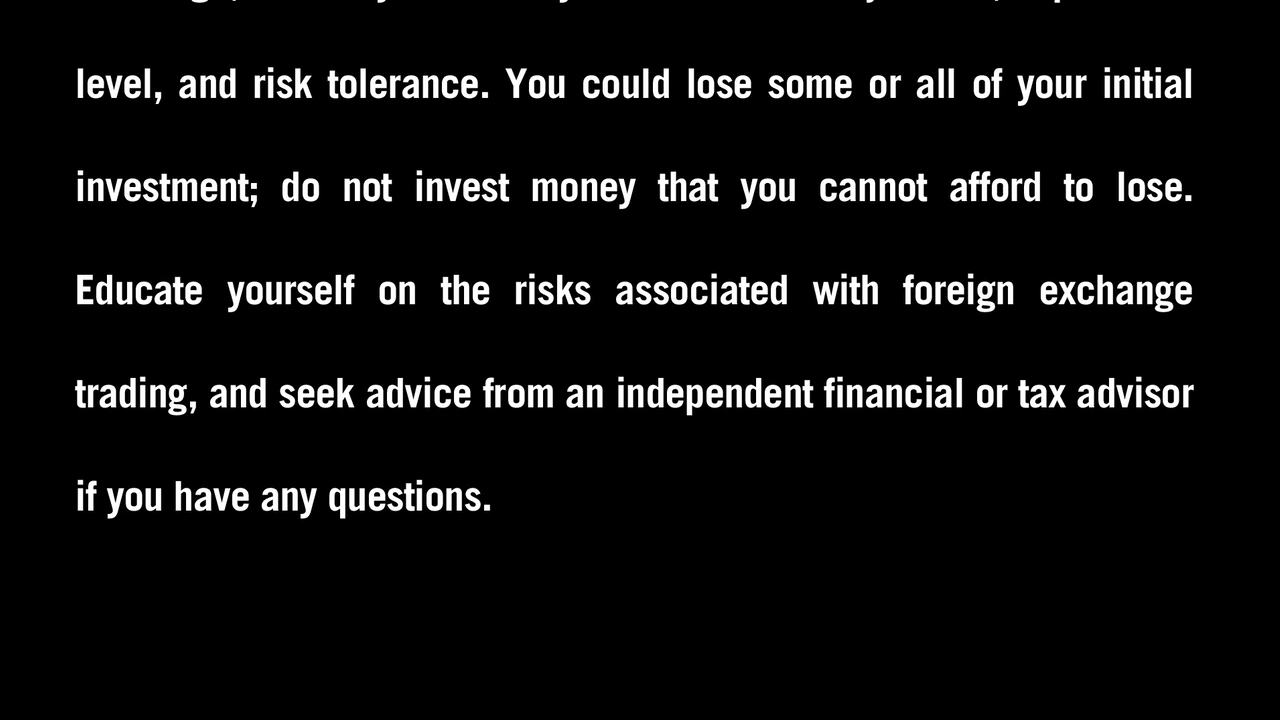 level, and risk tolerance. You could lose some or all of your initial
investment; do not invest money that you cannot afford to lose.
Educate yourself on the risks associated with foreign exchange
trading, and seek advice from an independent financial or tax advisor
if you have any questions.